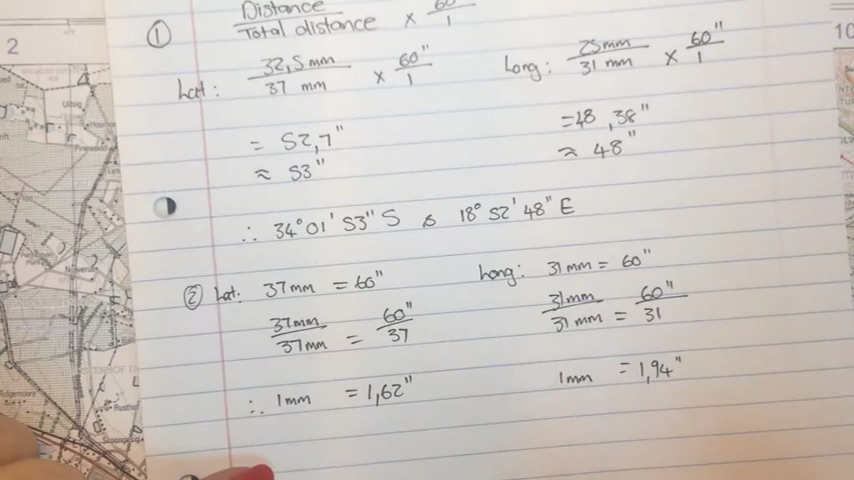 ① Distance / Total distance × 60" / 1
Lat: 32,5mm / 37 mm × 60" / 1
Long: 25mm / 31 mm × 60" / 1
= 52,7"
= 48,38"
≈ 53"
≈ 48"
∴ 34° 01' 53" S & 18° 52' 48" E
② Lat: 37mm = 60"
Long: 31mm = 60"
37mm / 37mm = 60" / 37
31mm / 31mm = 60" / 31
∴ 1mm = 1,62"
1mm = 1,94"
2
10